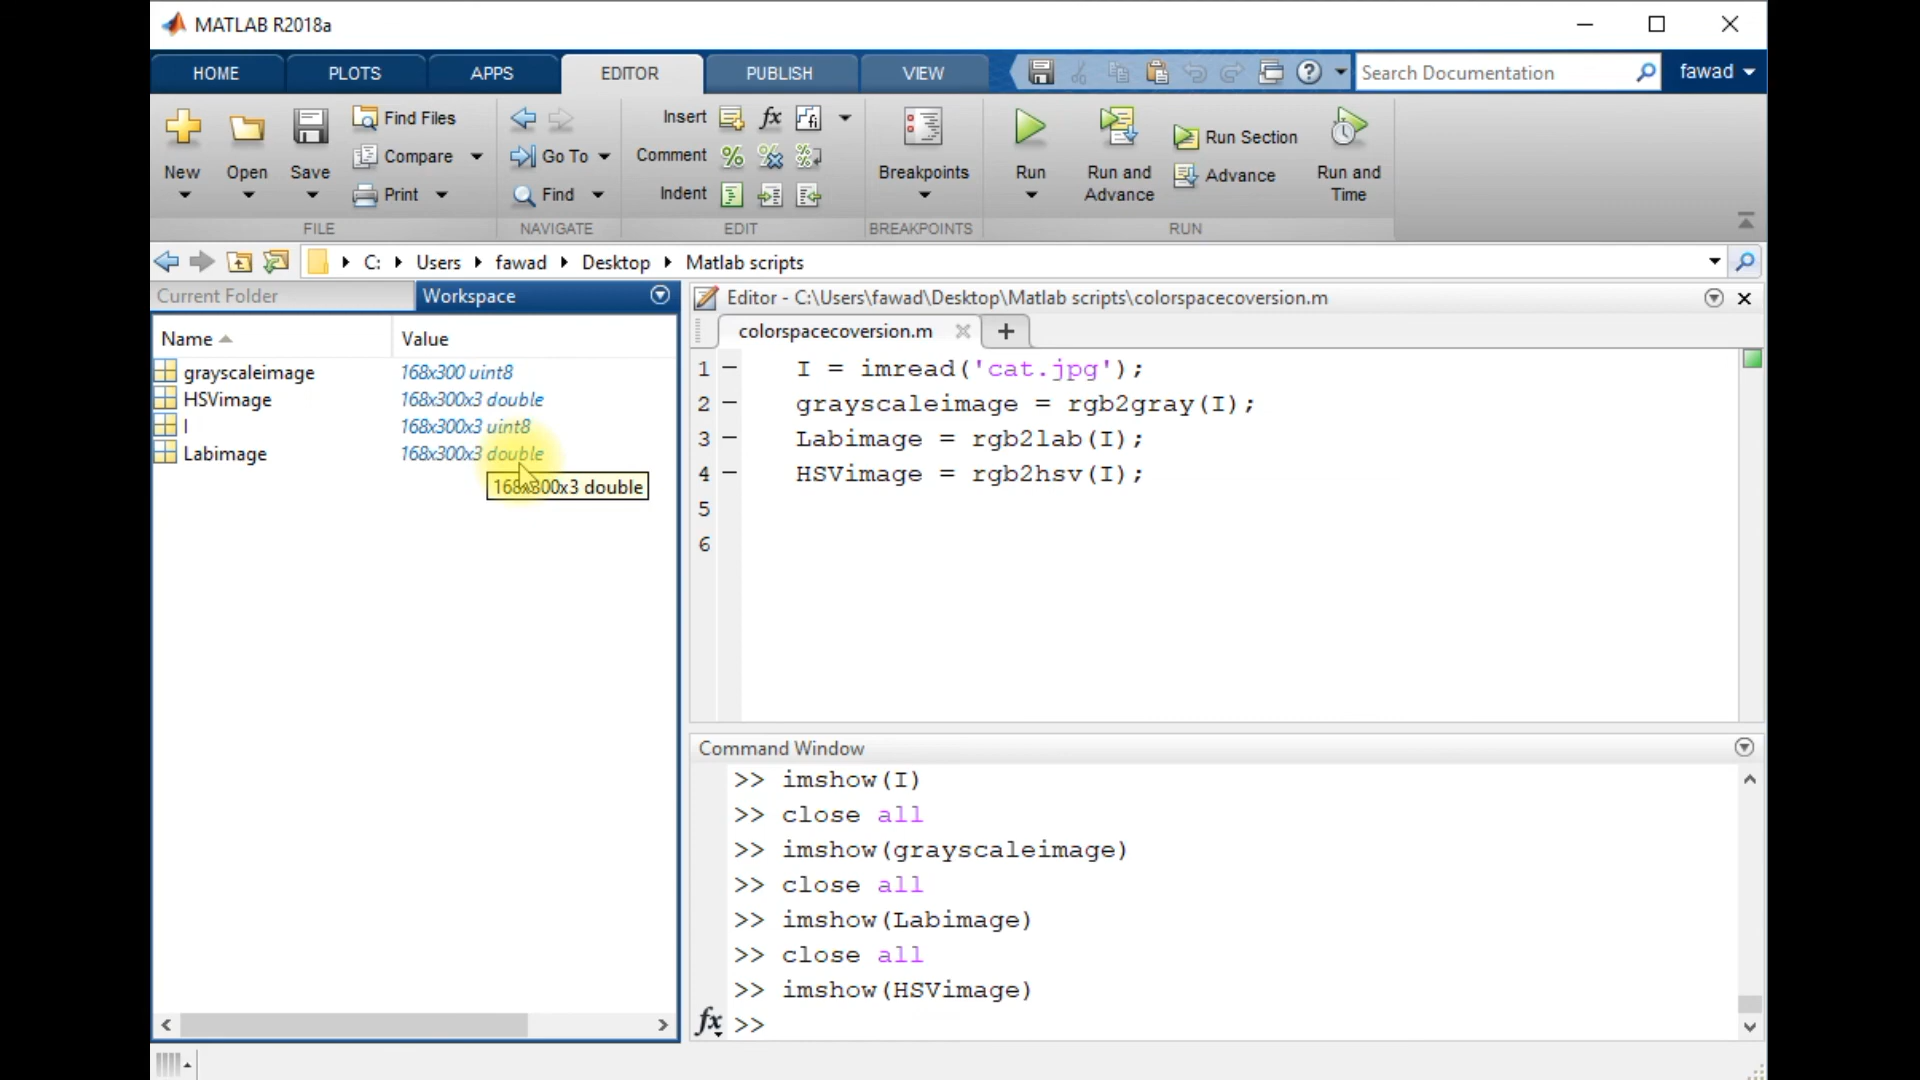 MATLAB R2018a
HOME PLOTS APPS EDITOR PUBLISH VIEW Search Documentation fawad
New Open Save Find Files Compare Print
FILE
Go To Find
NAVIGATE
Insert fx
Comment
Indent
EDIT
Breakpoints
BREAKPOINTS
Run Run and Advance Run Section Advance Run and Time
RUN
C: Users fawad Desktop Matlab scripts
Current Folder Workspace
Name Value
grayscaleimage 168x300 uint8
HSVimage 168x300x3 double
I 168x300x3 uint8
Labimage 168x300x3 double
168x300x3 double
Editor - C:\Users\fawad\Desktop\Matlab scripts\colorspacecoversion.m
colorspacecoversion.m
1 – I = imread('cat.jpg');
2 – grayscaleimage = rgb2gray(I);
3 – Labimage = rgb2lab(I);
4 – HSVimage = rgb2hsv(I);
5
6
Command Window
>> imshow(I)
>> close all
>> imshow(grayscaleimage)
>> close all
>> imshow(Labimage)
>> close all
>> imshow(HSVimage)
fx >>